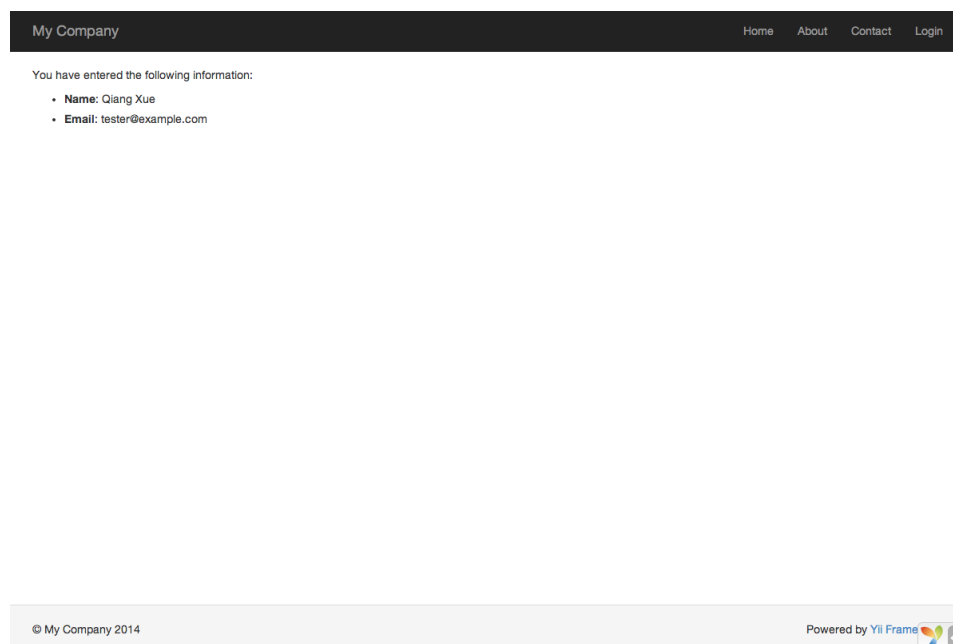 My Company Home About Contact Login
You have entered the following information:
• Name: Qiang Xue
• Email: tester@example.com
© My Company 2014 Powered by Yii Frame